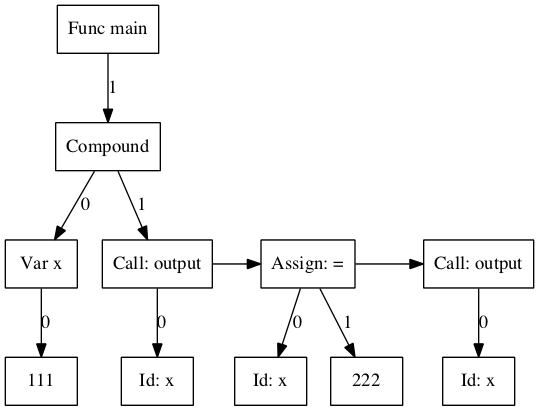 Func main
1
Compound
0
1
Var x
Call: output
Assign: =
Call: output
0
0
0
1
0
111
Id: x
Id: x
222
Id: x